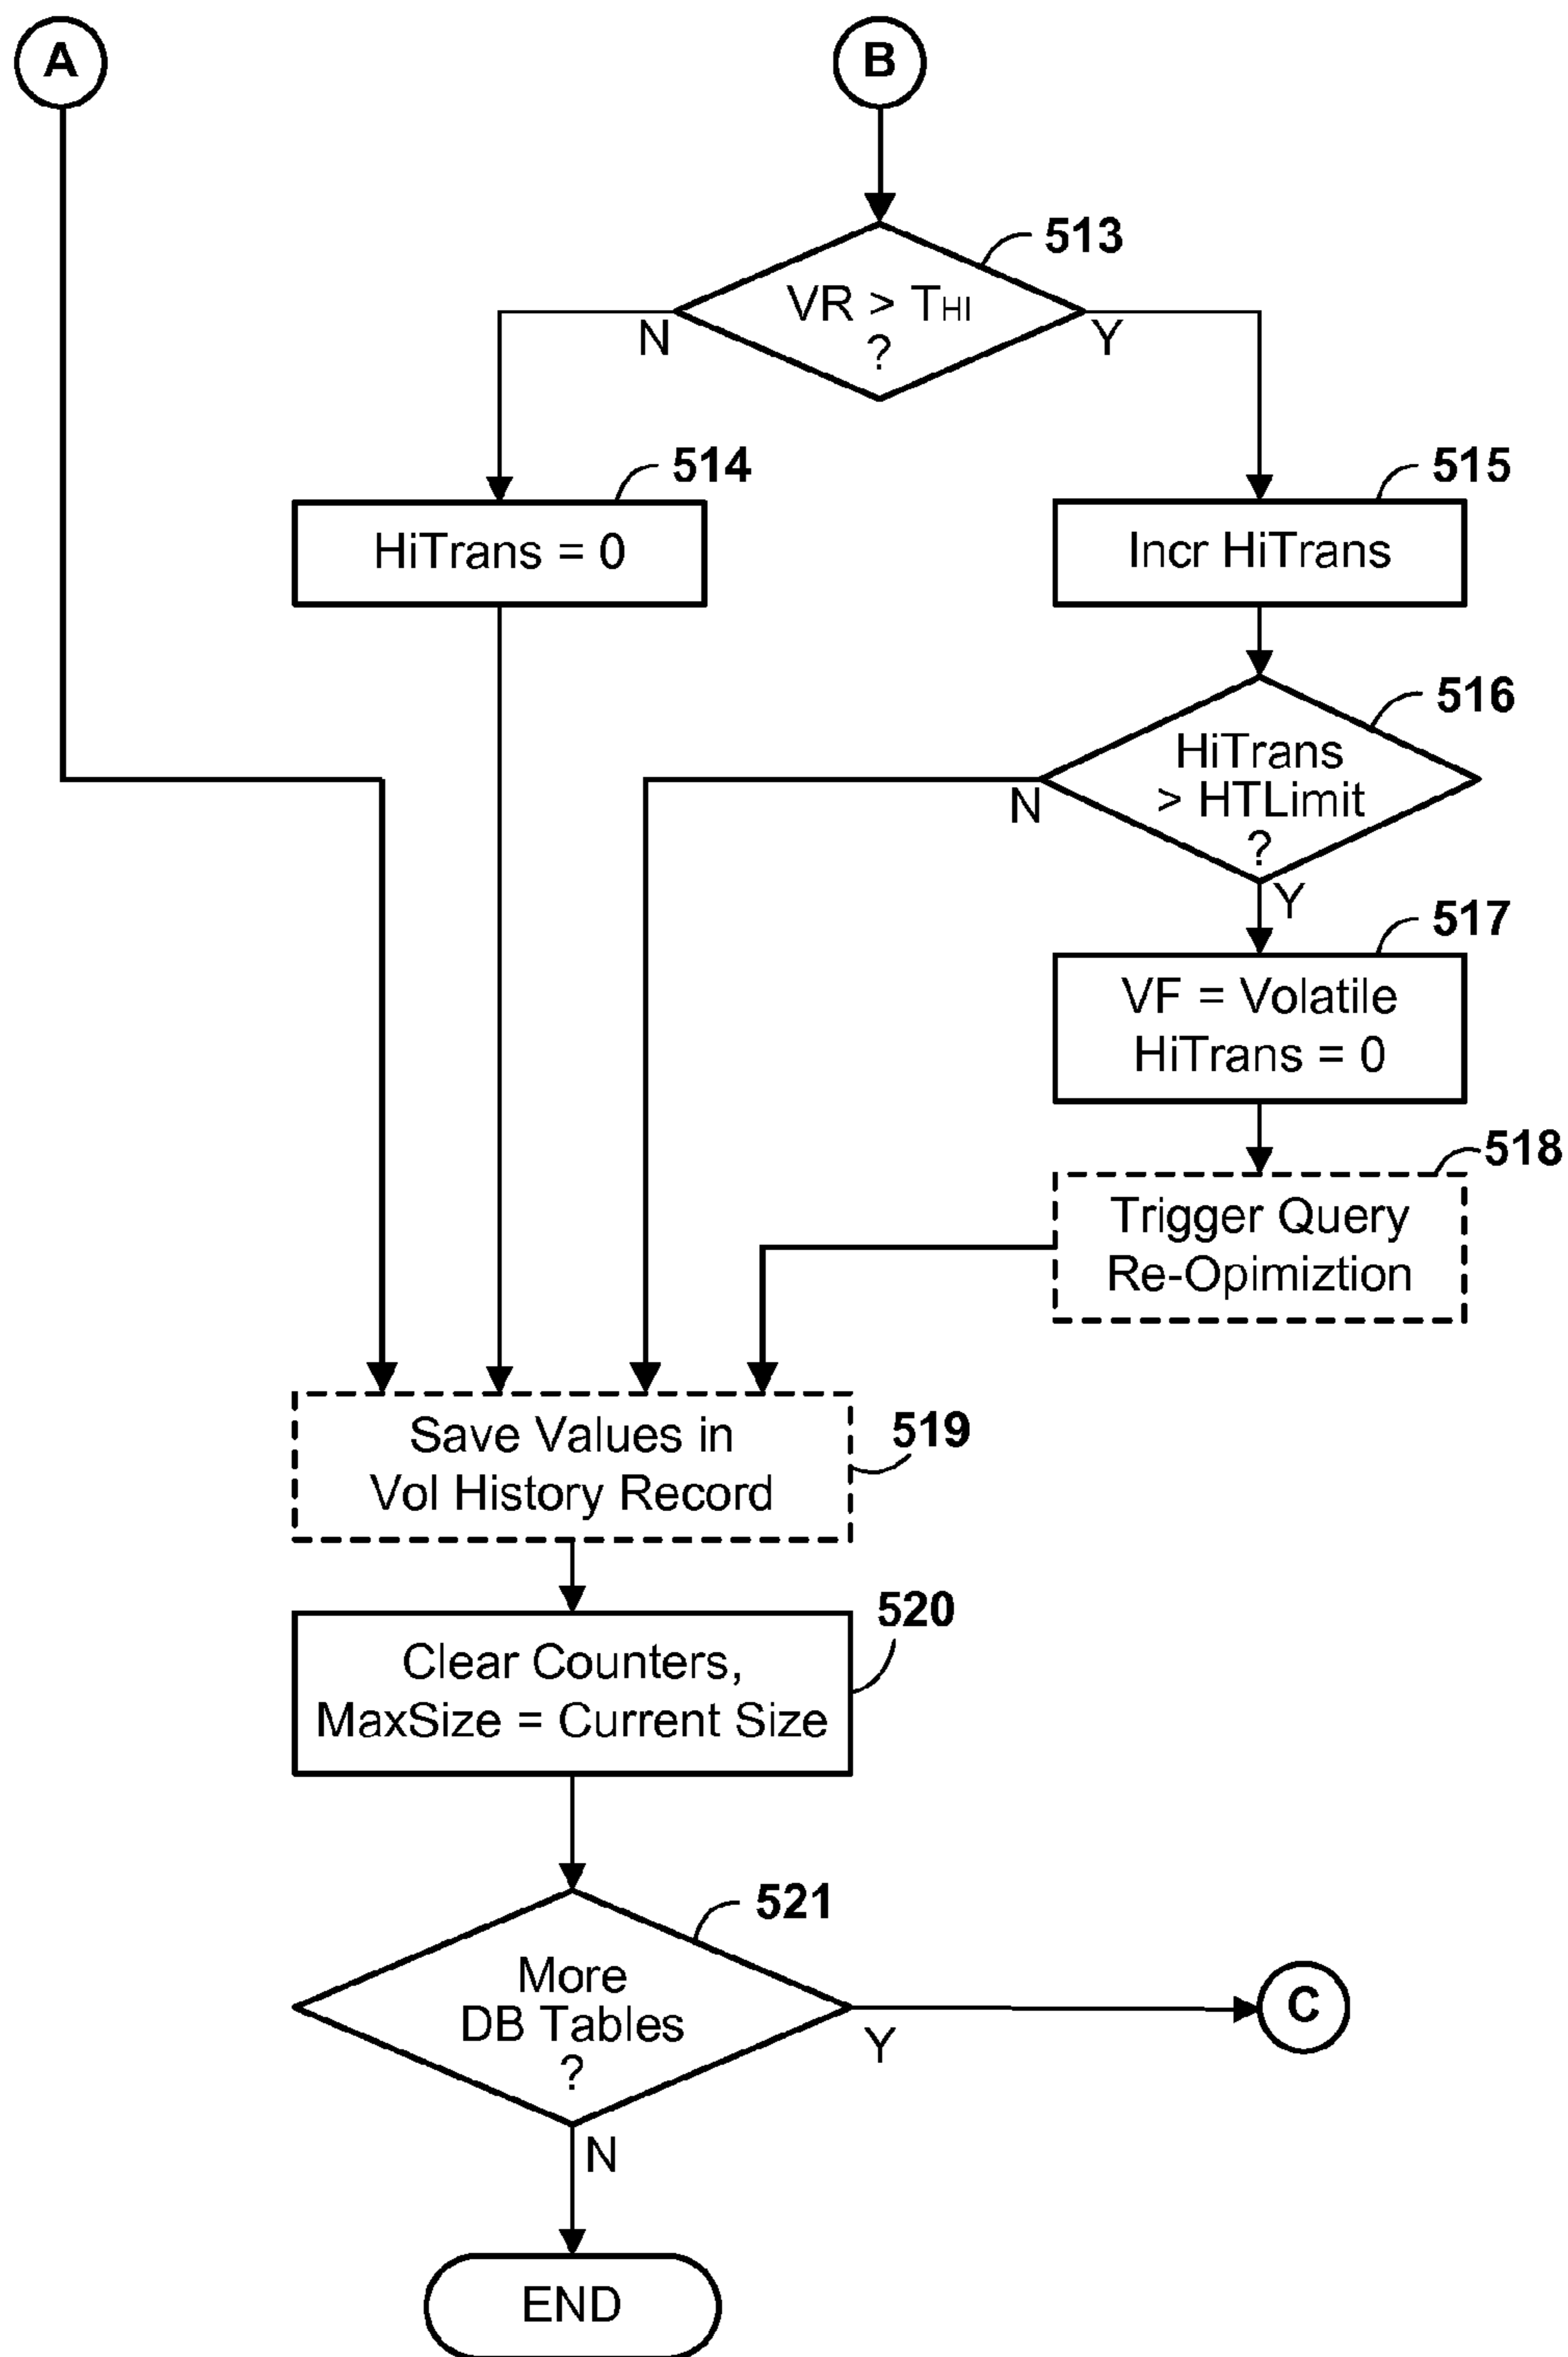 A
B
513
VR > THI
?
N
Y
514
HiTrans = 0
515
Incr HiTrans
516
HiTrans
> HTLimit
?
N
Y
517
VF = Volatile
HiTrans = 0
518
Trigger Query
Re-Opimiztion
519
Save Values in
Vol History Record
520
Clear Counters,
MaxSize = Current Size
521
More
DB Tables
?
Y
C
N
END